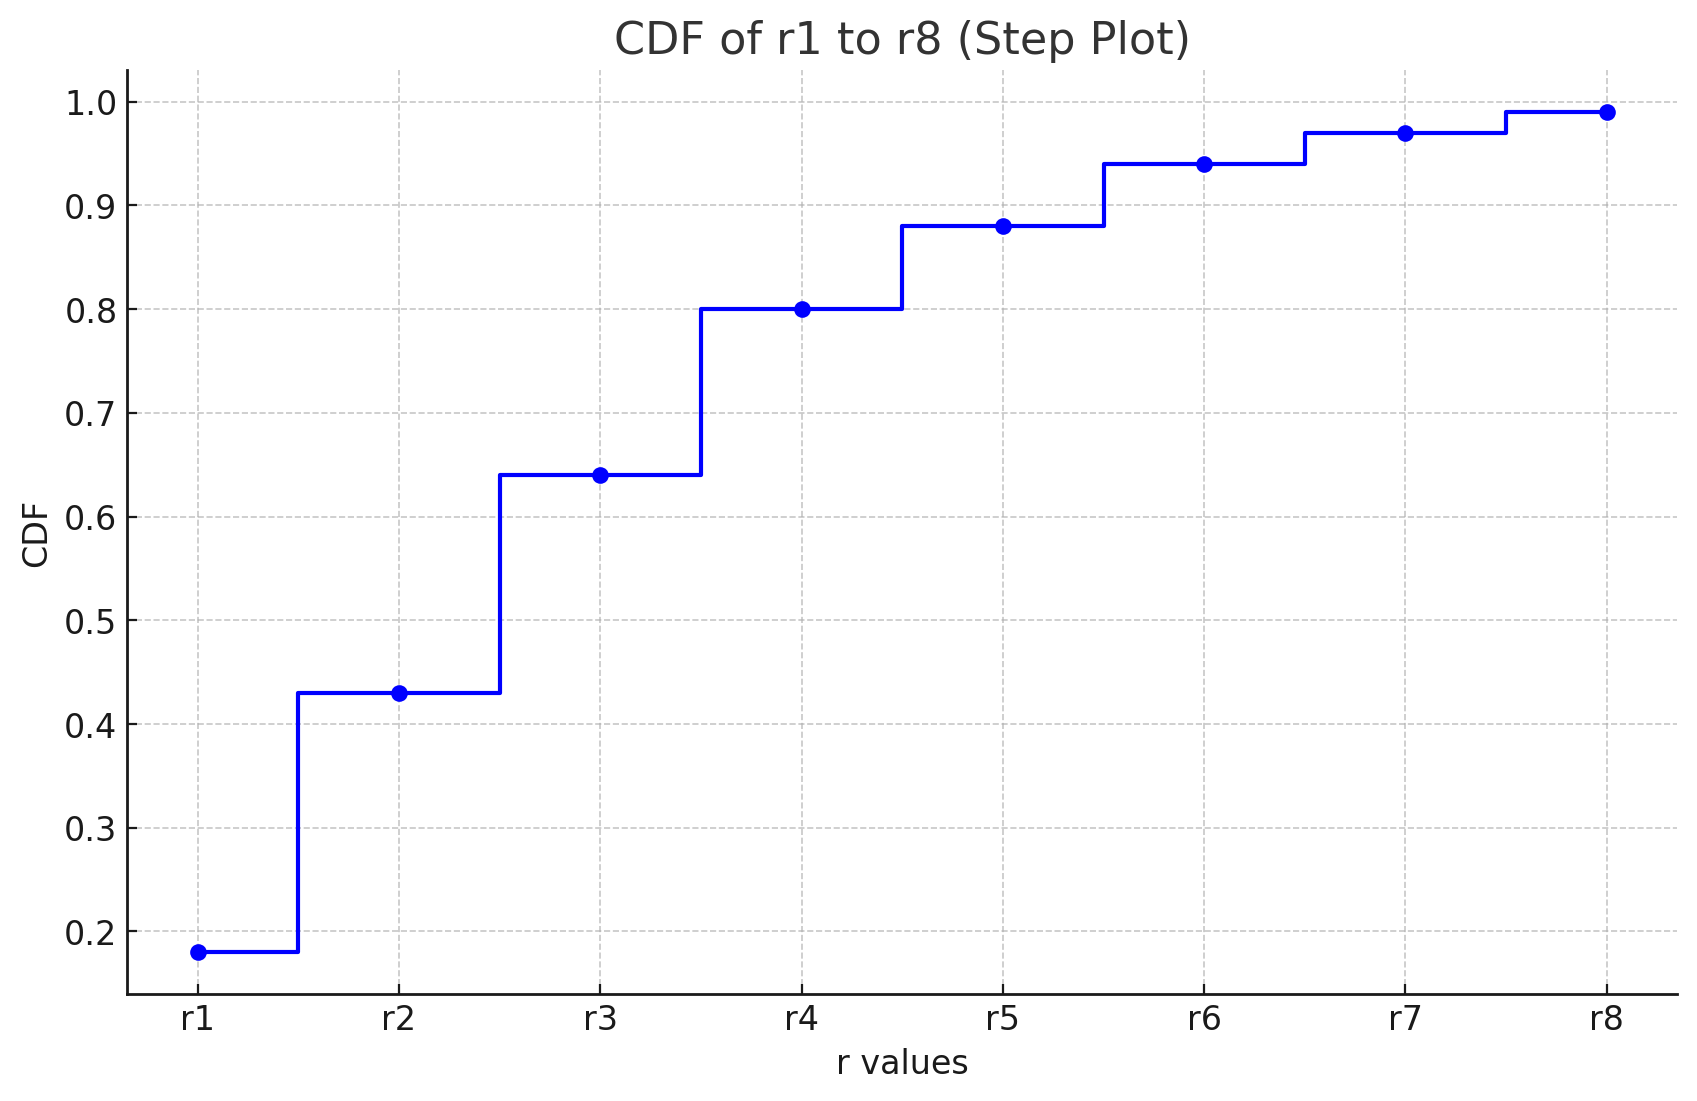 CDF of r1 to r8 (Step Plot)
1.0
0.9
0.8
0.7
0.6
0.5
0.4
0.3
0.2
CDF
r1 r2 r3 r4 r5 r6 r7 r8
r values